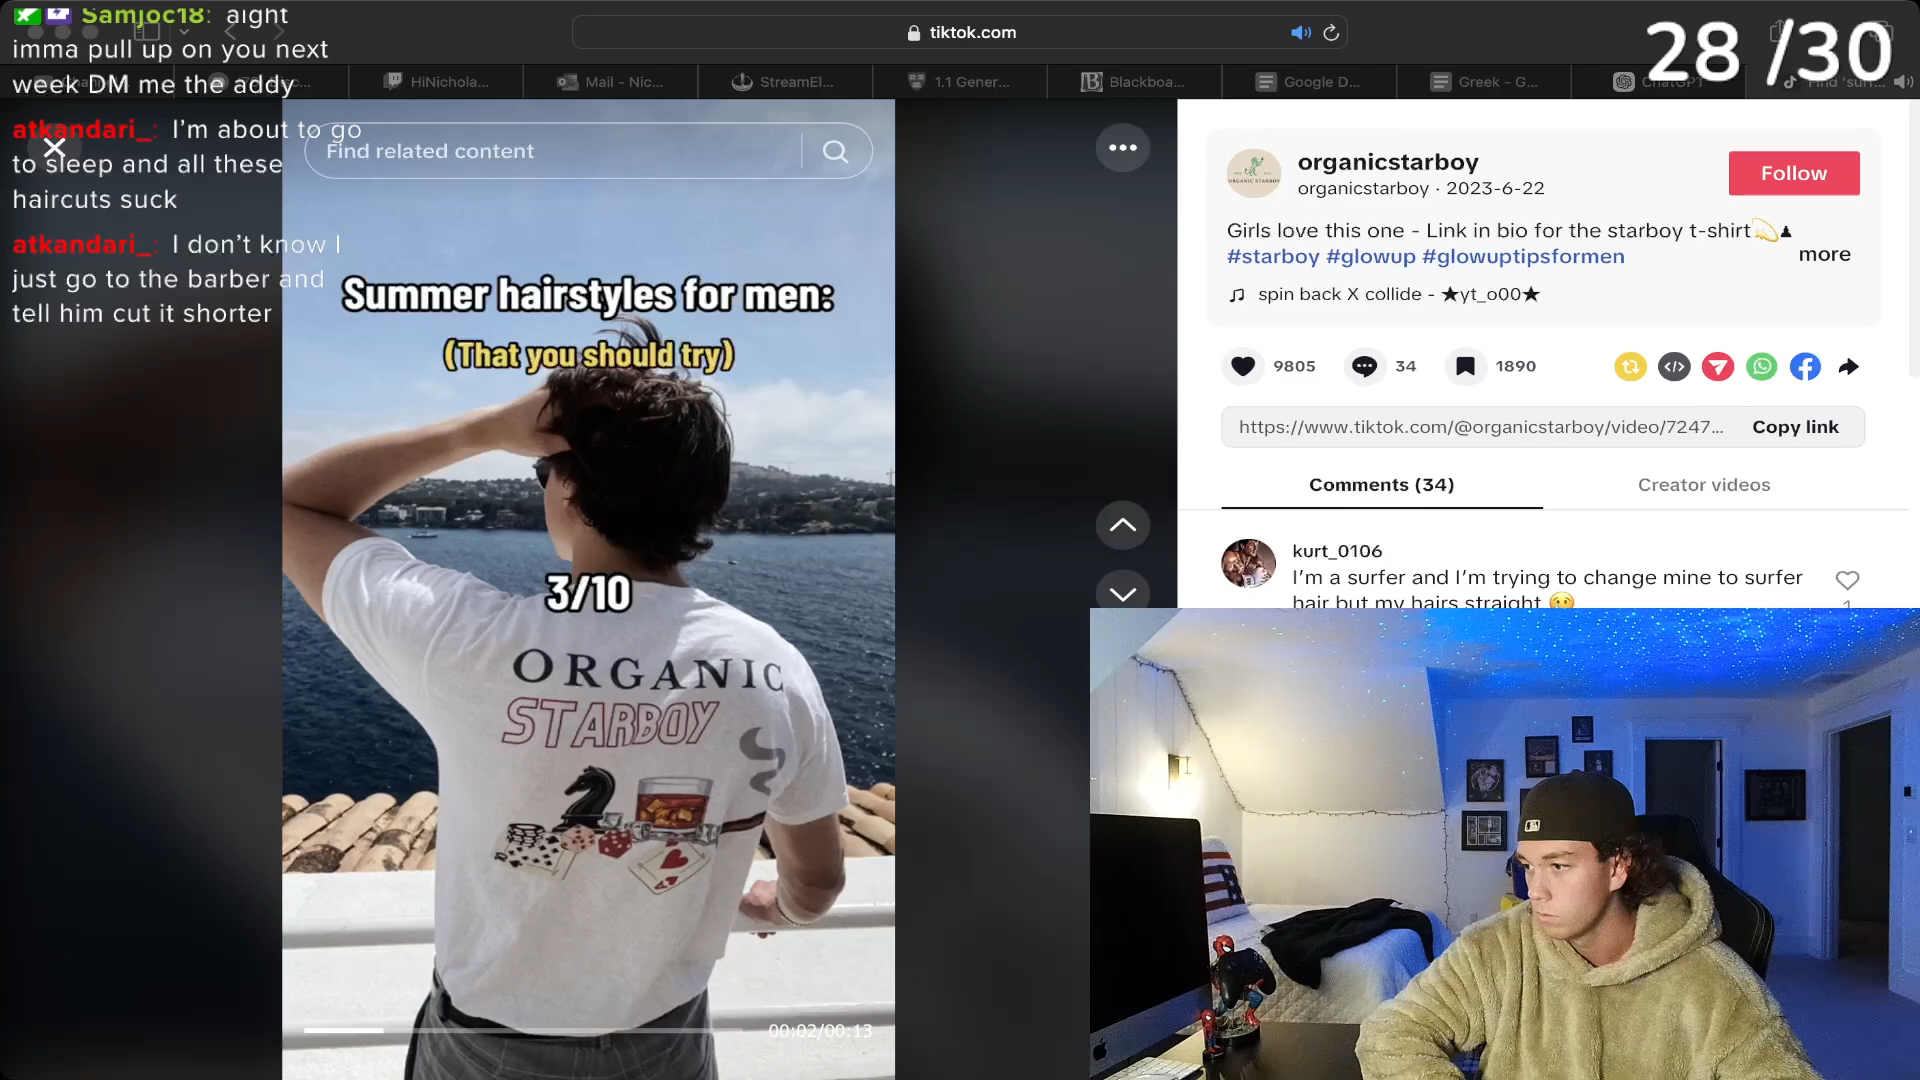 Samjoc18: aight
imma pull up on you next
week DM me the addy
atkandari_: I'm about to go
to sleep and all these
haircuts suck
atkandari_: I don't know I
just go to the barber and
tell him cut it shorter
tiktok.com
28 /30
HiNichola...
Mail - Nic...
StreamEl...
1.1 Gener...
Blackboa...
Google D...
Greek - G...
ChatGPT
Find 'surf...
Find related content
Summer hairstyles for men:
(That you should try)
3/10
ORGANIC
STARBOY
00:02/00:13
organicstarboy
organicstarboy · 2023-6-22
Follow
Girls love this one - Link in bio for the starboy t-shirt💫♟
#starboy #glowup #glowuptipsformen
more
spin back X collide - ★yt_o00★
9805
34
1890
https://www.tiktok.com/@organicstarboy/video/7247...
Copy link
Comments (34)
Creator videos
kurt_0106
I'm a surfer and I'm trying to change mine to surfer
hair but my hairs straight 🥲